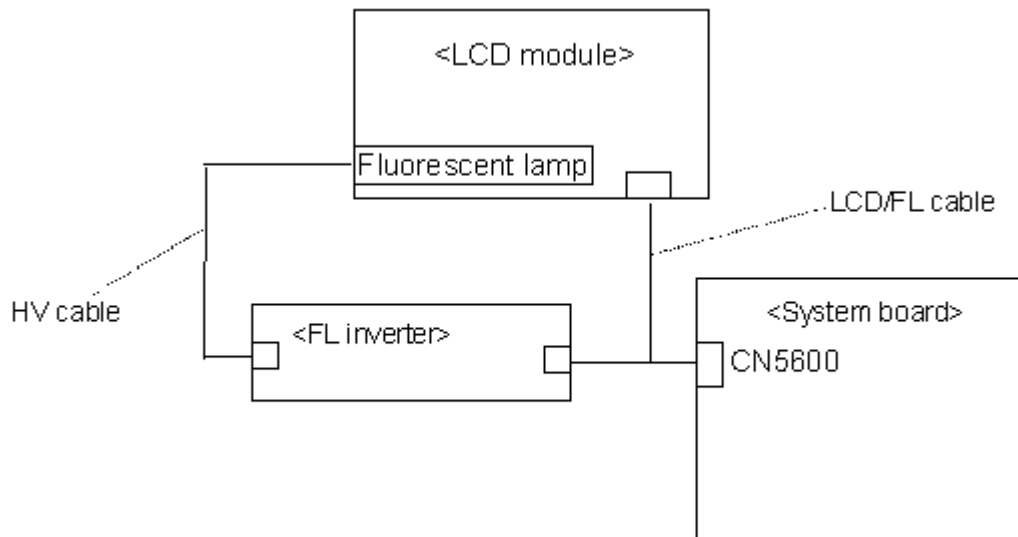 <LCD module>
Fluorescent lamp
LCD/FL cable
HV cable
<FL inverter>
<System board>
CN5600